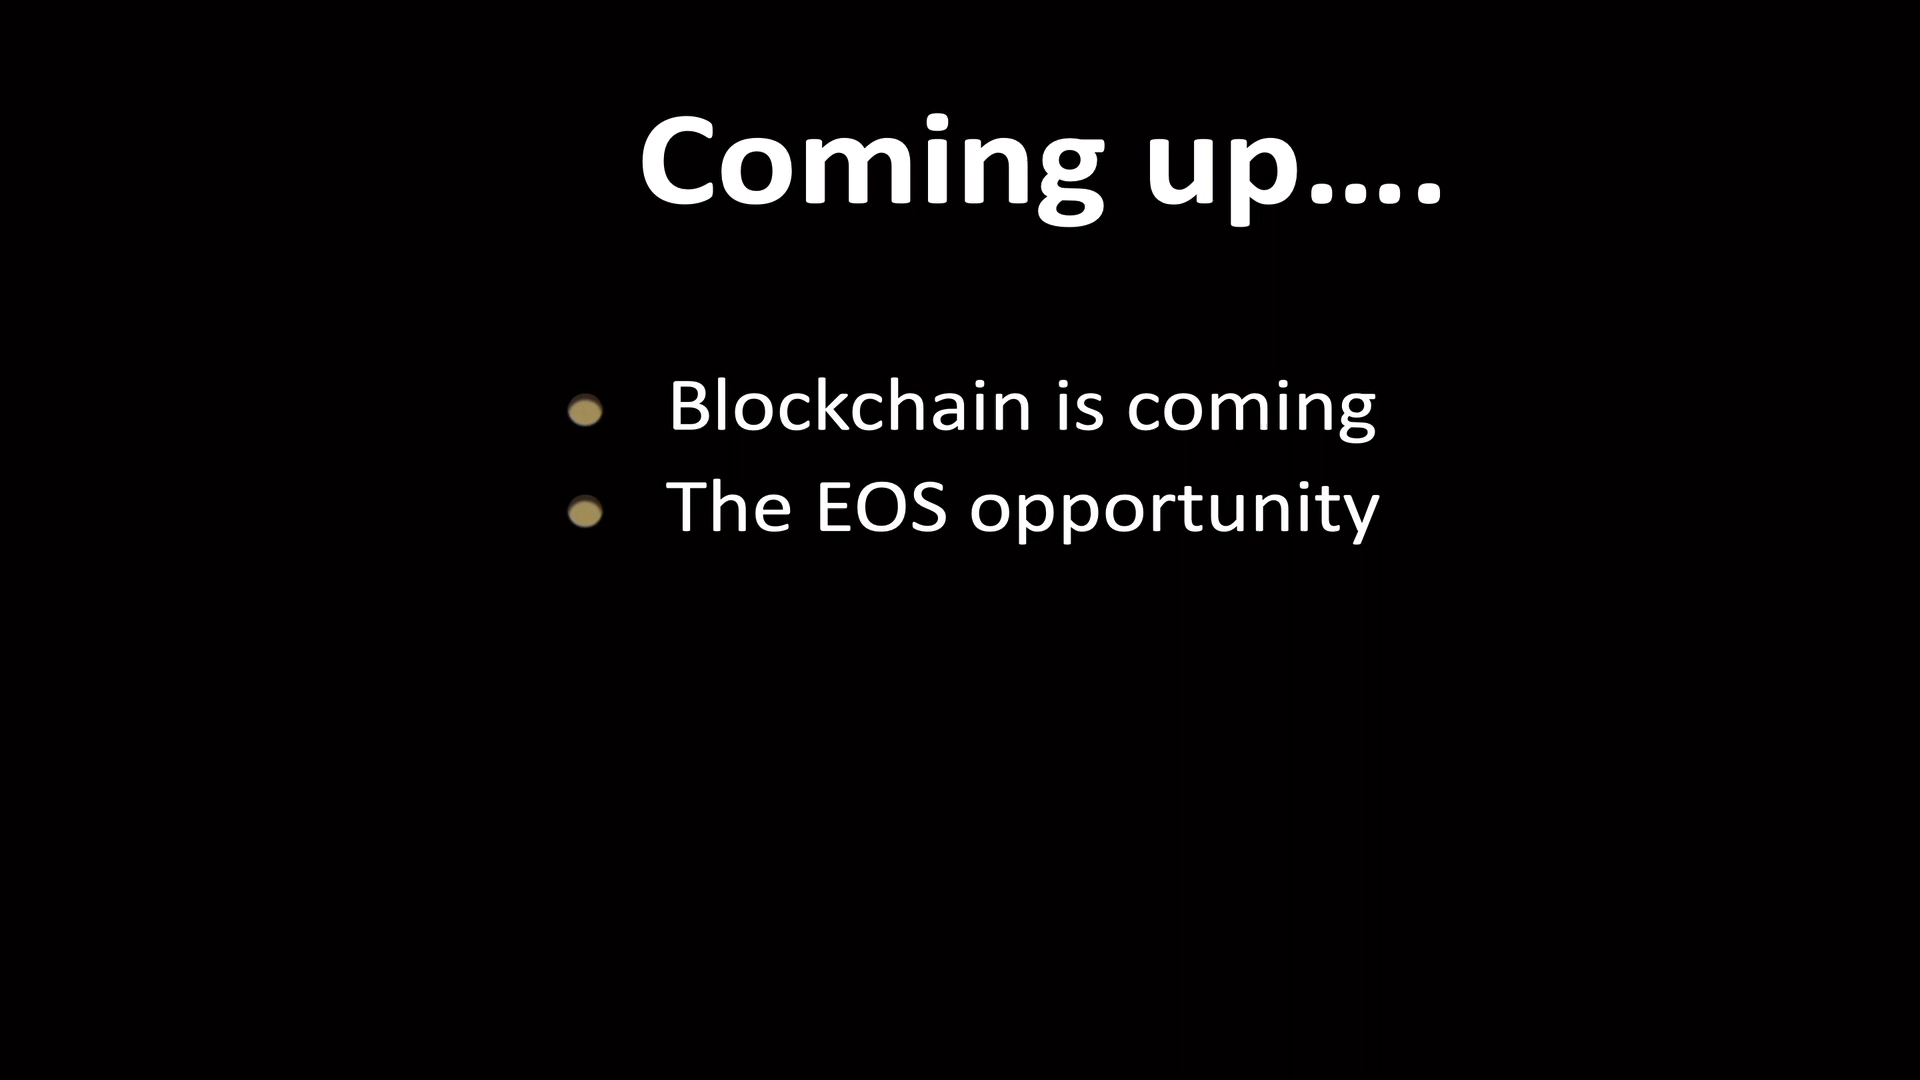 Coming up....
Blockchain is coming
The EOS opportunity